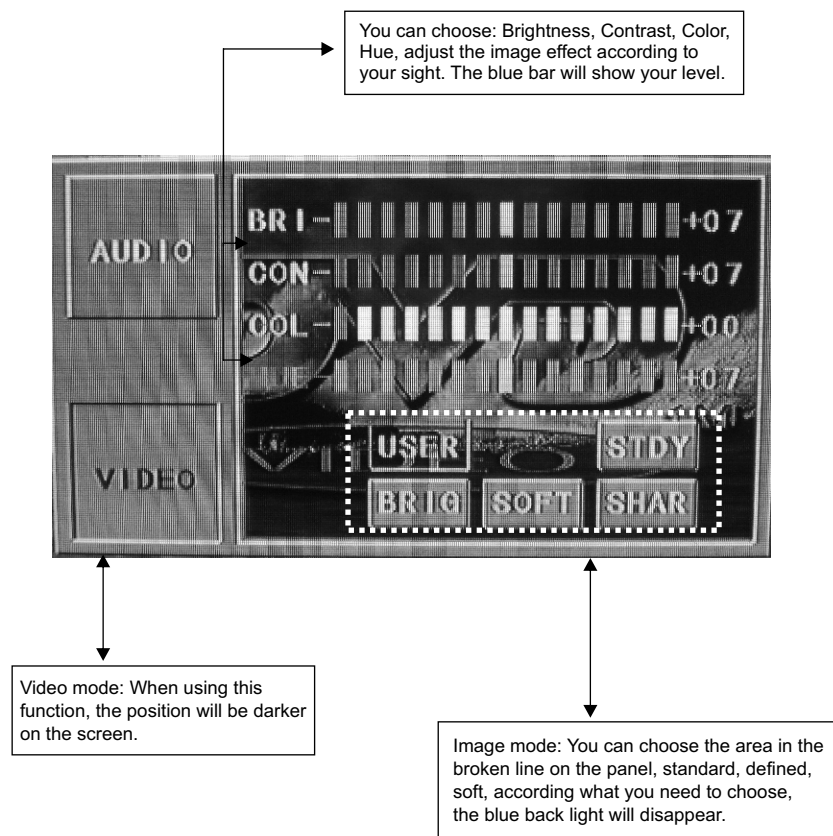 You can choose: Brightness, Contrast, Color,
Hue, adjust the image effect according to
your sight. The blue bar will show your level.
AUDIO
BRI +07
CON +07
COL +00
+07
VIDEO
USER STDY
BRIG SOFT SHAR
Video mode: When using this
function, the position will be darker
on the screen.
Image mode: You can choose the area in the
broken line on the panel, standard, defined,
soft, according what you need to choose,
the blue back light will disappear.